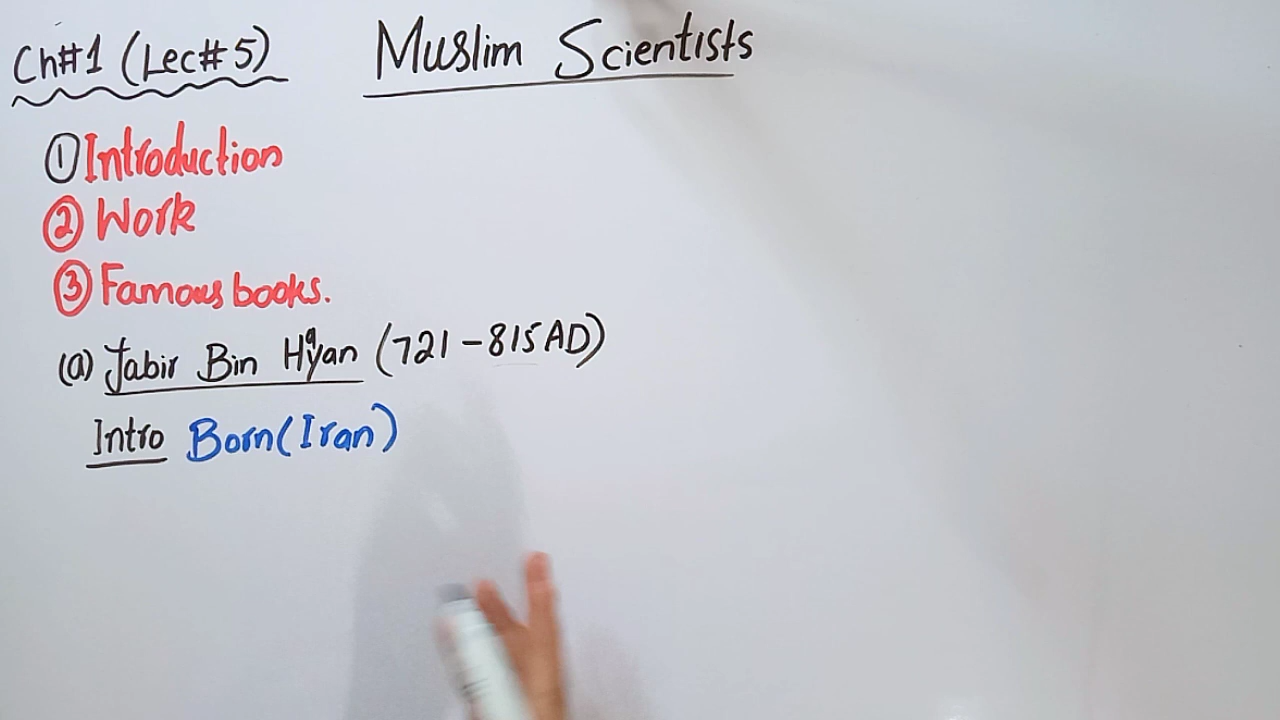 Ch#1 (Lec#5) Muslim Scientists
① Introduction
② Work
③ Famous books.
(a) Jabir Bin Hayan (721-815AD)
Intro Born(Iran)